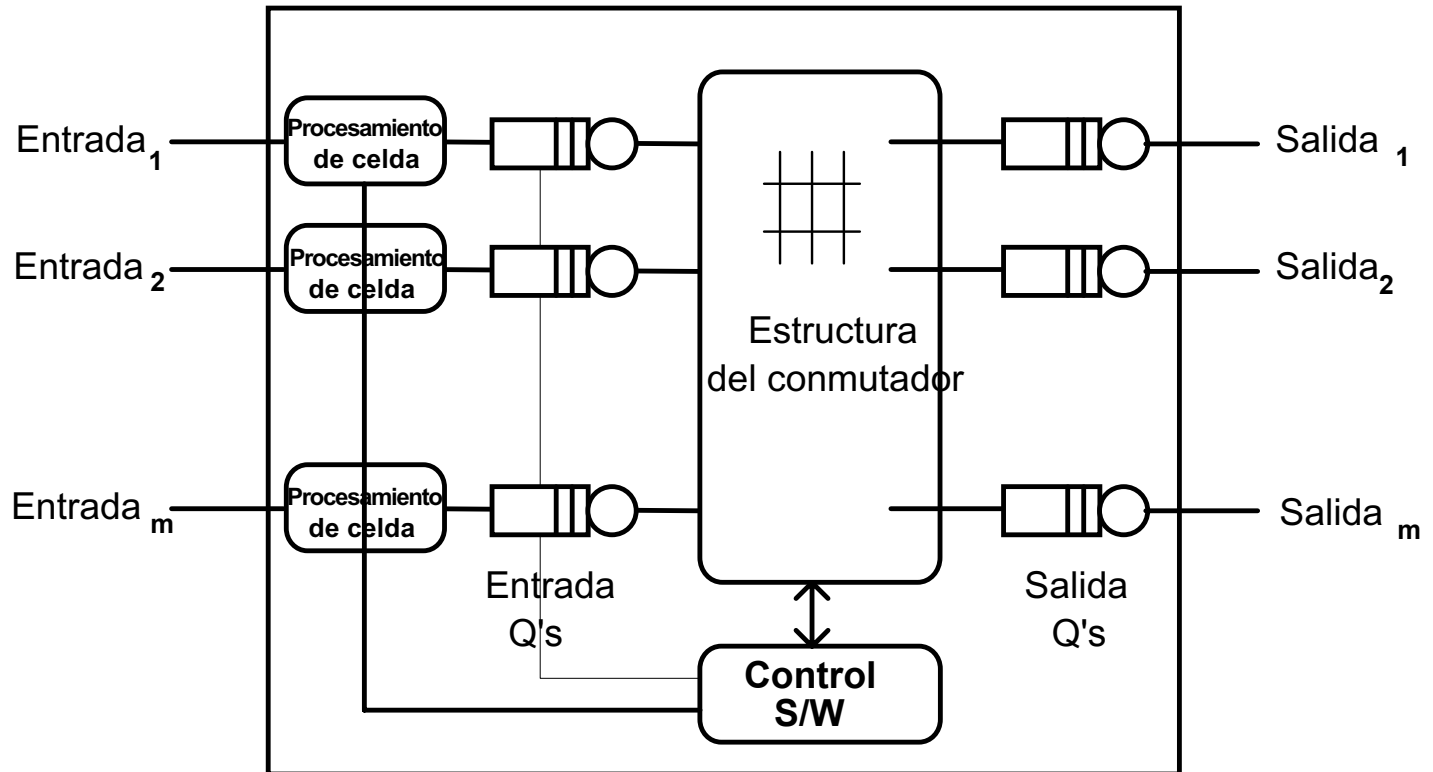 Entrada 1
Procesamiento
de celda
Salida 1
Entrada 2
Procesamiento
de celda
Salida 2
Estructura
del conmutador
Entrada m
Procesamiento
de celda
Salida m
Entrada
Q's
Salida
Q's
Control
S/W